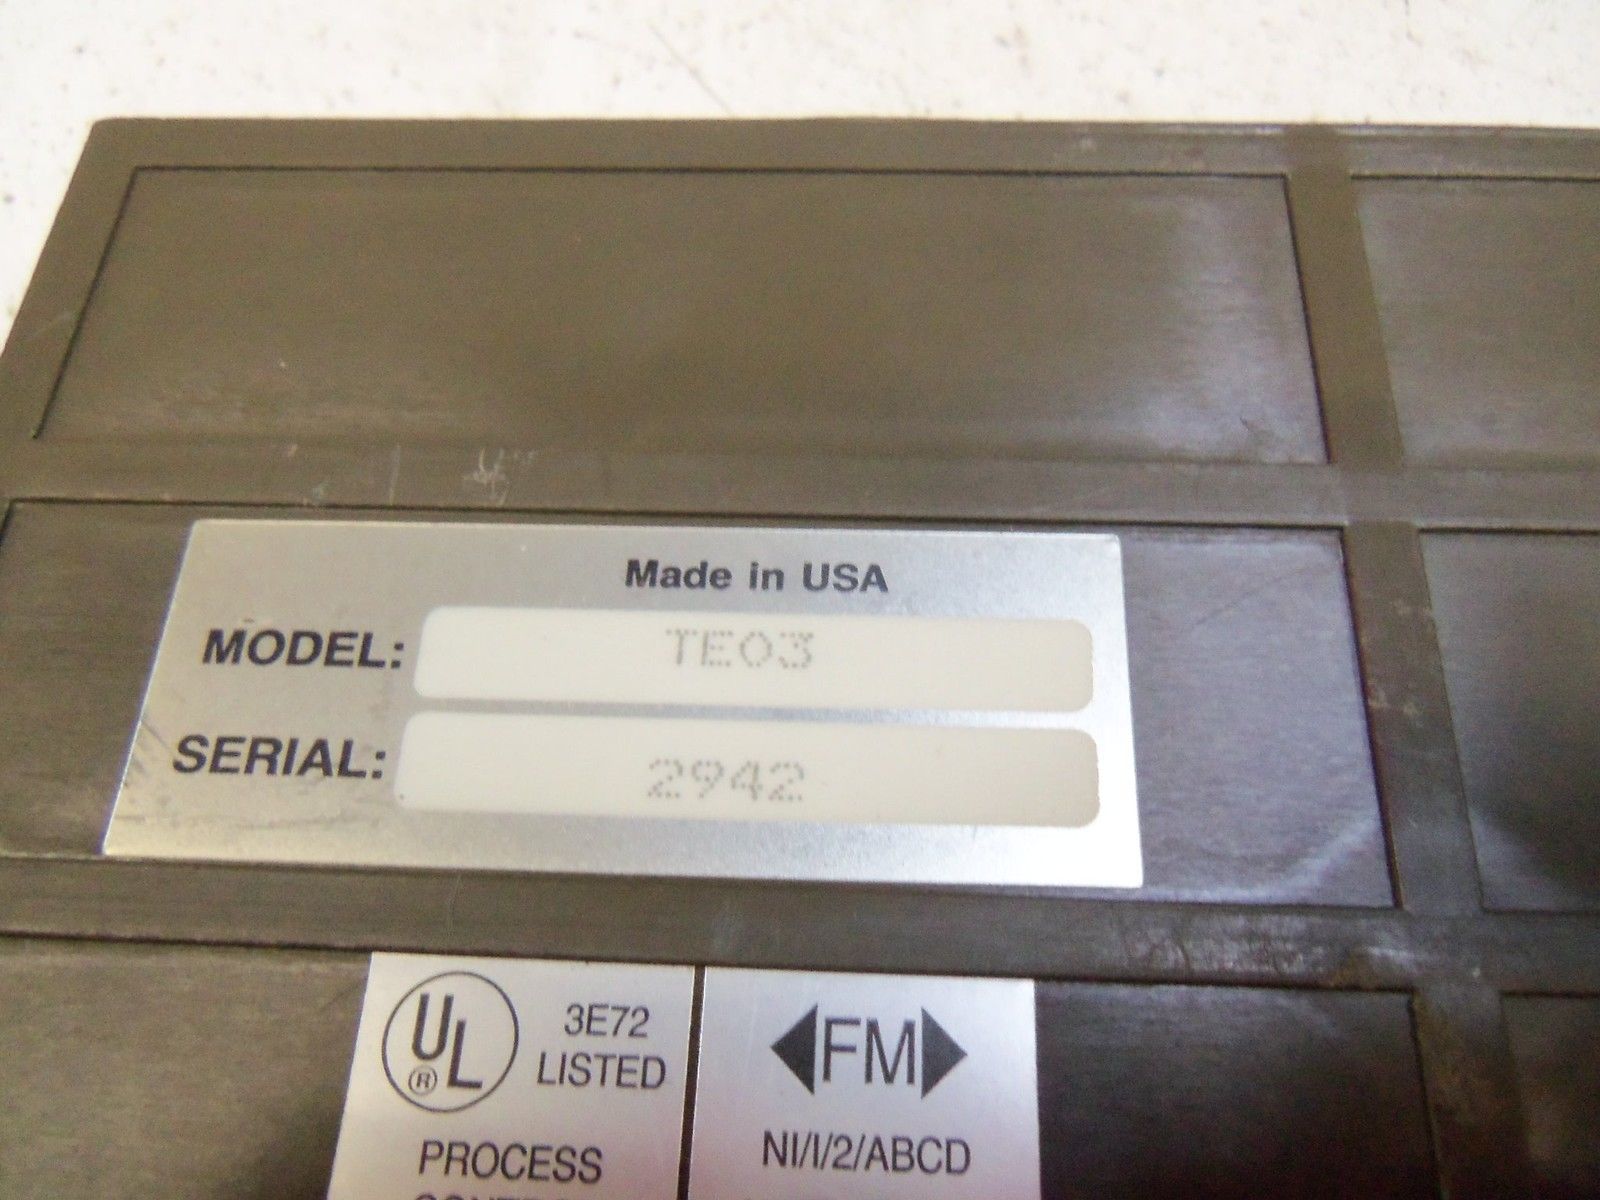 Made in USA
MODEL: TE03
SERIAL: 2942
UL ® 3E72
LISTED
PROCESS
FM
NI/I/2/ABCD